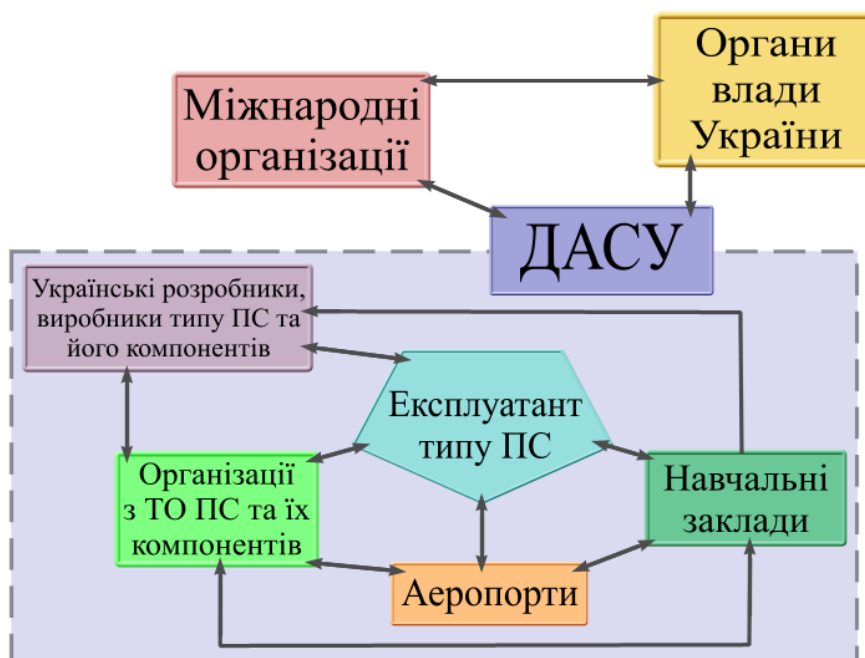 Органи
влади
України
Міжнародні
організації
ДАСУ
Українські розробники,
виробники типу ПС та
його компонентів
Експлуатант
типу ПС
Організації
з ТО ПС та їх
компонентів
Навчальні
заклади
Аеропорти